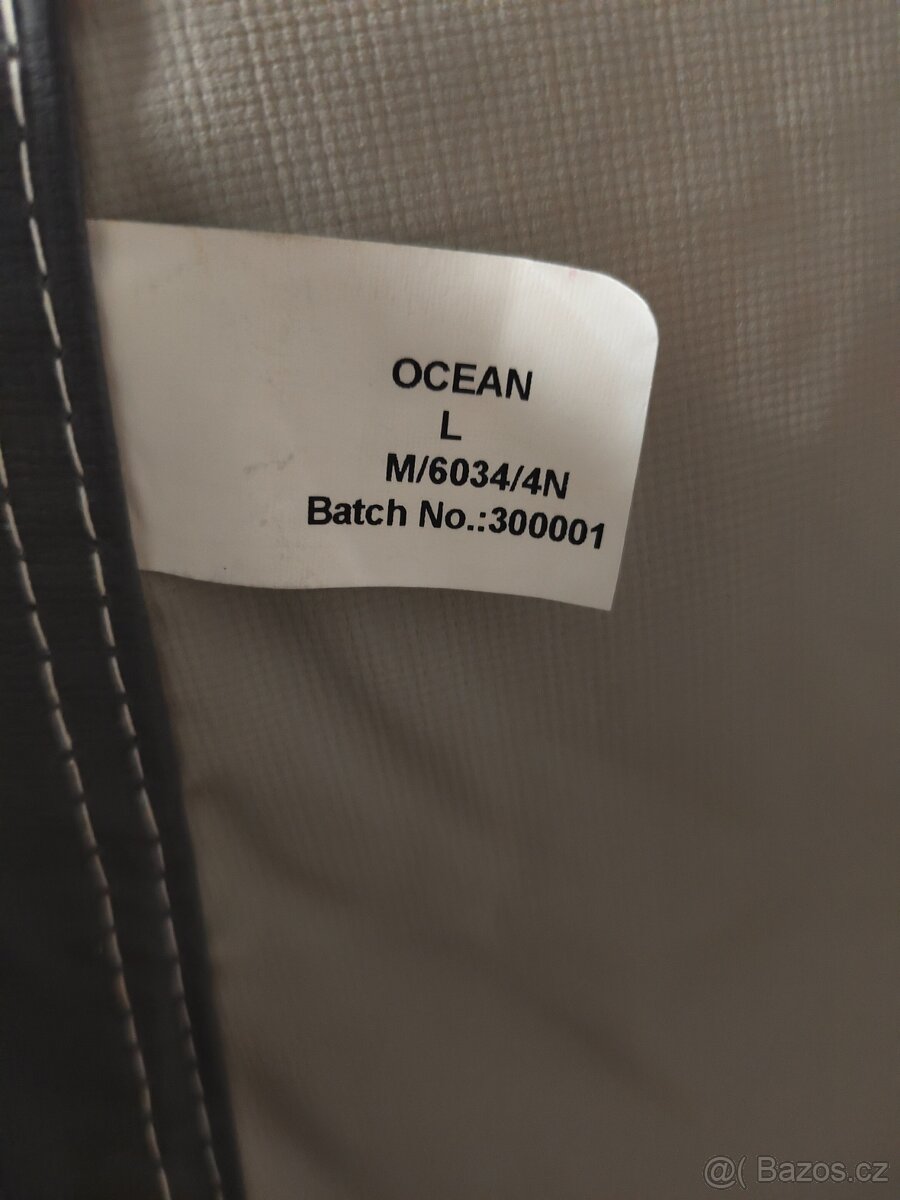 OCEAN
L
M/6034/4N
Batch No.:300001
@( Bazos.cz